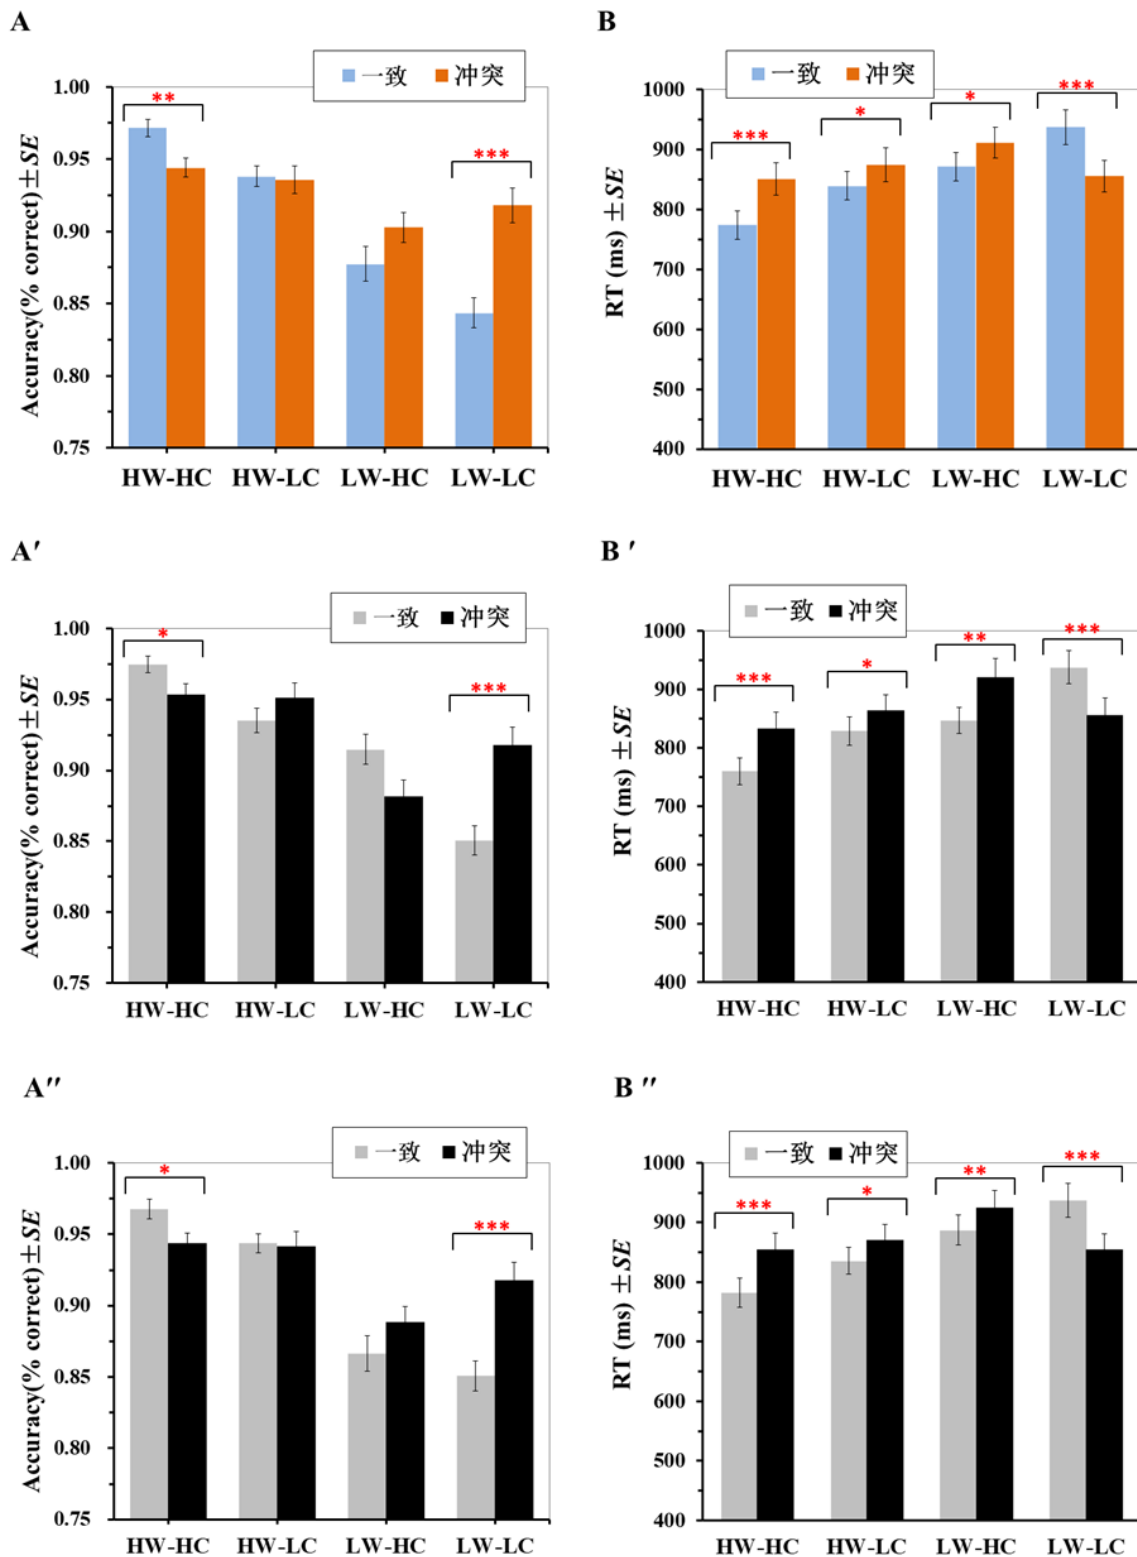 A
一致 冲突
Accuracy(% correct)±SE
1.00
0.95
0.90
0.85
0.80
0.75
**
***
HW-HC HW-LC LW-HC LW-LC
B
一致 冲突
RT (ms) ±SE
1000
900
800
700
600
500
400
***
*
*
***
HW-HC HW-LC LW-HC LW-LC
A′
一致 冲突
Accuracy(% correct)±SE
1.00
0.95
0.90
0.85
0.80
0.75
*
***
HW-HC HW-LC LW-HC LW-LC
B ′
一致 冲突
RT (ms) ±SE
1000
900
800
700
600
500
400
***
*
**
***
HW-HC HW-LC LW-HC LW-LC
A″
一致 冲突
Accuracy(% correct)±SE
1.00
0.95
0.90
0.85
0.80
0.75
*
***
HW-HC HW-LC LW-HC LW-LC
B ″
一致 冲突
RT (ms) ±SE
1000
900
800
700
600
500
400
***
*
**
***
HW-HC HW-LC LW-HC LW-LC